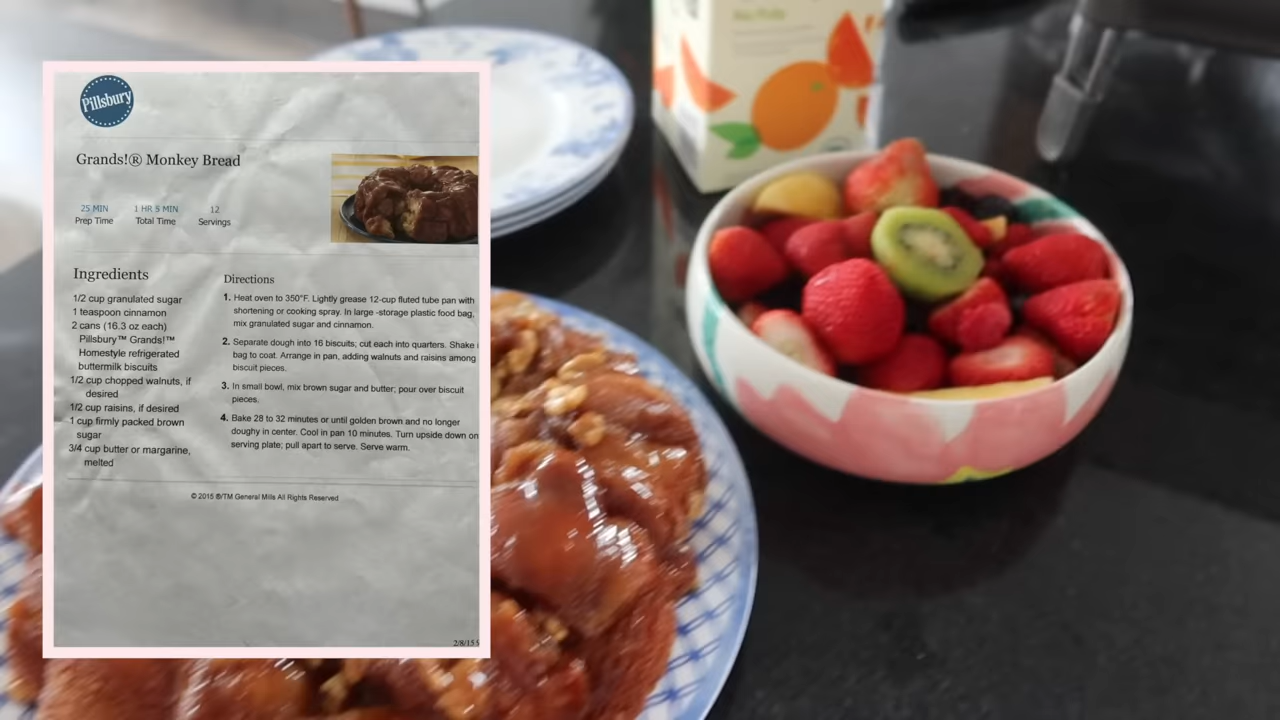 Pillsbury
Grands!® Monkey Bread
25 MIN
Prep Time
1 HR 5 MIN
Total Time
12
Servings
Ingredients
1/2 cup granulated sugar
1 teaspoon cinnamon
2 cans (16.3 oz each)
Pillsbury™ Grands!™
Homestyle refrigerated
buttermilk biscuits
1/2 cup chopped walnuts, if
desired
1/2 cup raisins, if desired
1 cup firmly packed brown
sugar
3/4 cup butter or margarine,
melted
Directions
1. Heat oven to 350°F. Lightly grease 12-cup fluted tube pan with
shortening or cooking spray. In large -storage plastic food bag,
mix granulated sugar and cinnamon.
2. Separate dough into 16 biscuits; cut each into quarters. Shake
bag to coat. Arrange in pan, adding walnuts and raisins among
biscuit pieces.
3. In small bowl, mix brown sugar and butter; pour over biscuit
pieces.
4. Bake 28 to 32 minutes or until golden brown and no longer
doughy in center. Cool in pan 10 minutes. Turn upside down on
serving plate; pull apart to serve. Serve warm.
© 2015 ®/TM General Mills All Rights Reserved